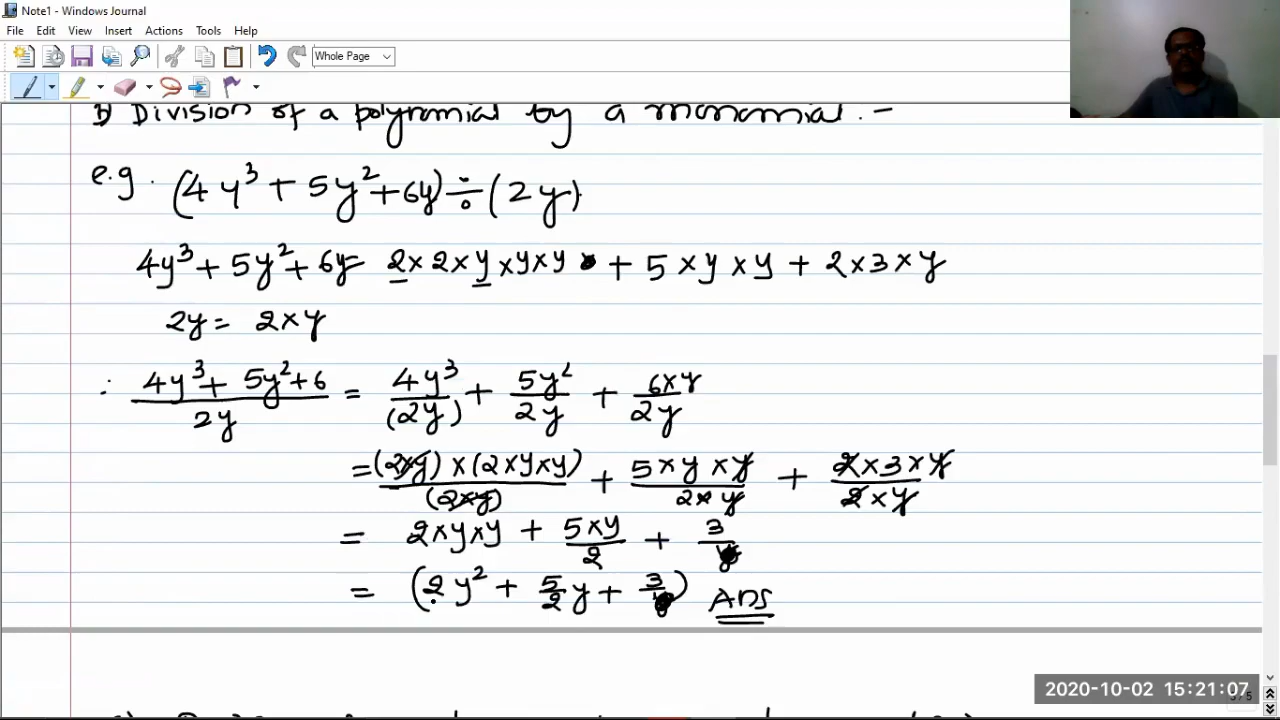 Note1 - Windows Journal
File Edit View Insert Actions Tools Help
Whole Page
b) Division of a polynomial by a monomial. -
e.g. (4y³ + 5y² + 6y) ÷ (2y)
4y³ + 5y² + 6y = 2 × 2 × y × y × y + 5 × y × y + 2 × 3 × y
2y = 2 × y
∴ (4y³ + 5y² + 6)/2y = 4y³/(2y) + 5y²/2y + 6×y/2y
= (2×y) × (2×y×y)/(2×y) + 5×y×y/2×y + 2×3×y/2×y
= 2×y×y + 5×y/2 + 3
= (2y² + 5/2 y + 3) Ans
2020-10-02 15:21:07